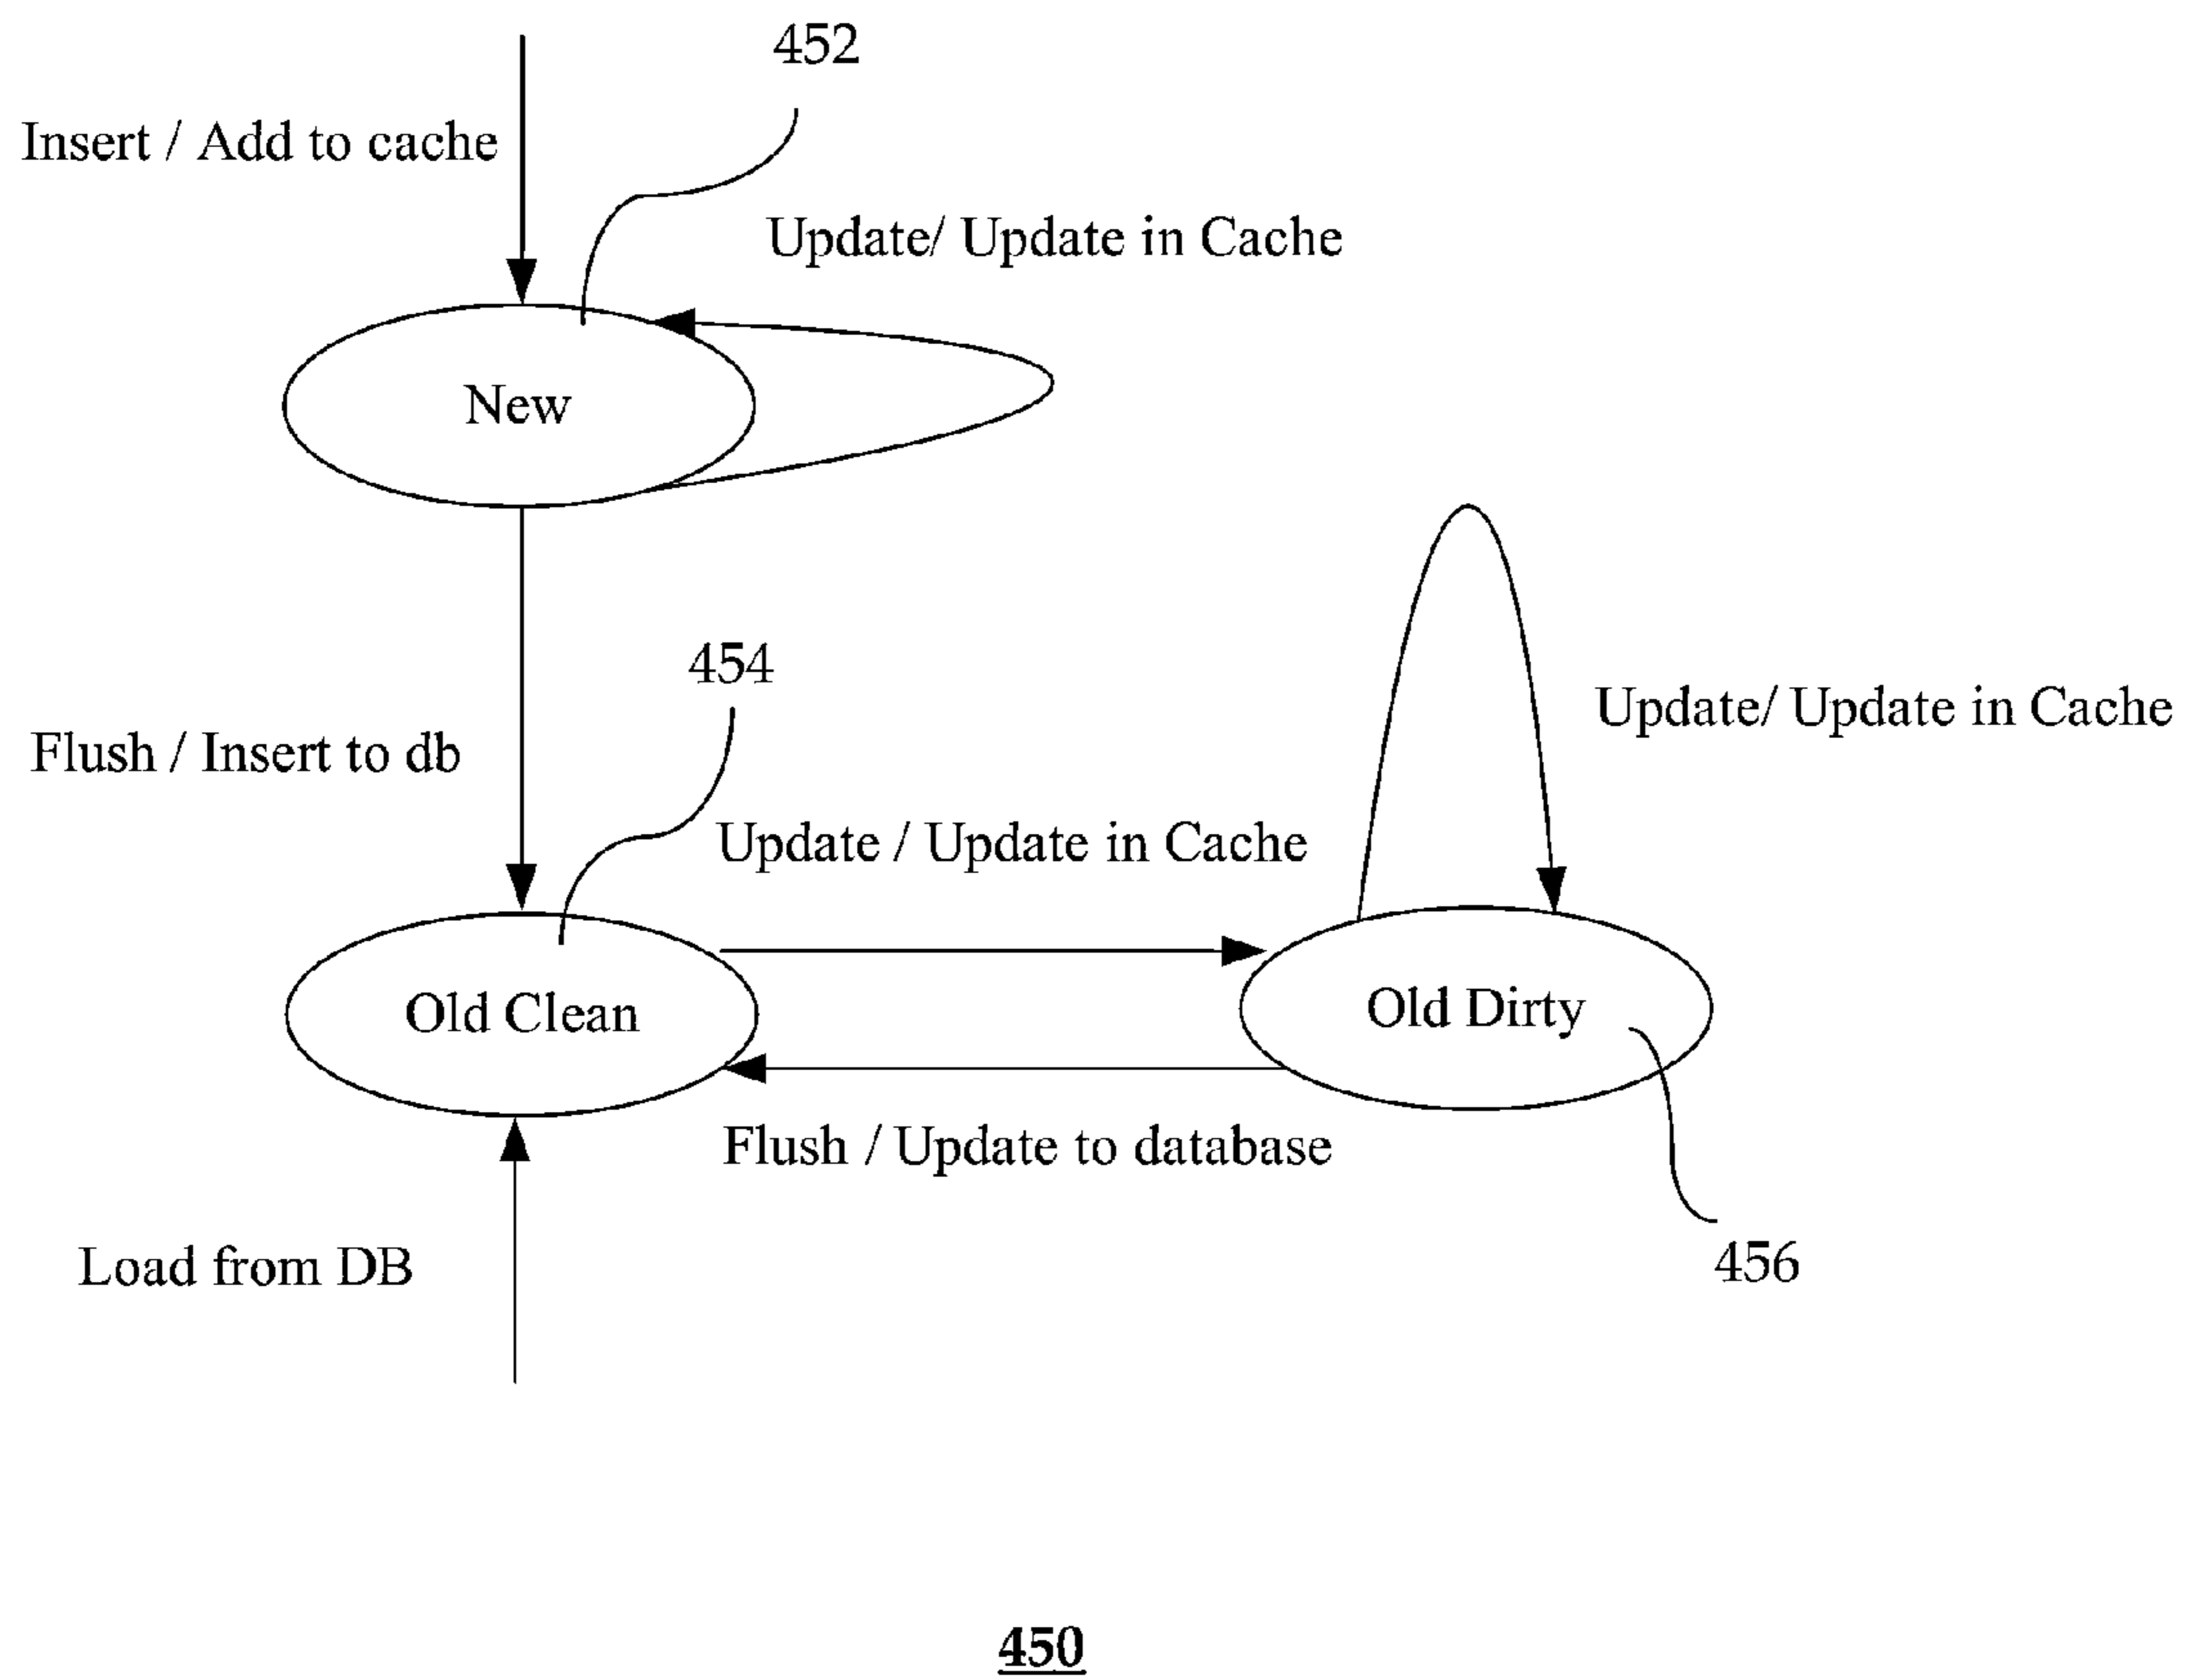 452
Insert / Add to cache
Update/ Update in Cache
New
454
Update/ Update in Cache
Flush / Insert to db
Update / Update in Cache
Old Clean
Old Dirty
Flush / Update to database
Load from DB
456
450